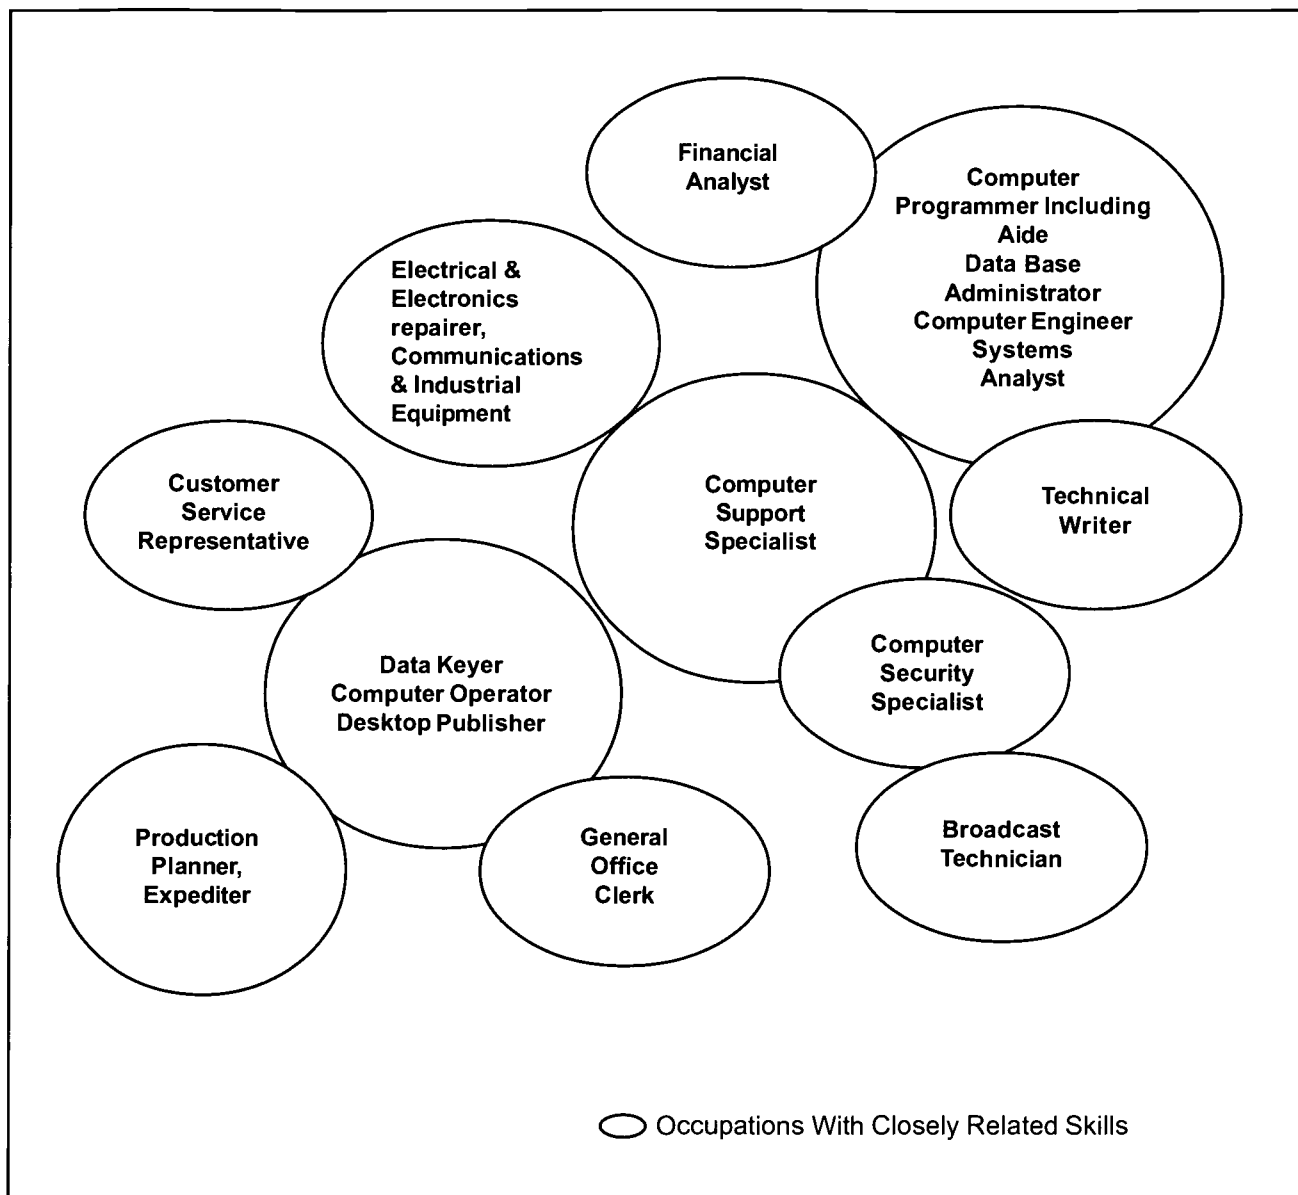 Financial
Analyst
Computer
Programmer Including
Aide
Data Base
Administrator
Computer Engineer
Systems
Analyst
Electrical &
Electronics
repairer,
Communications
& Industrial
Equipment
Customer
Service
Representative
Computer
Support
Specialist
Technical
Writer
Data Keyer
Computer Operator
Desktop Publisher
Computer
Security
Specialist
Production
Planner,
Expediter
General
Office
Clerk
Broadcast
Technician
Occupations With Closely Related Skills